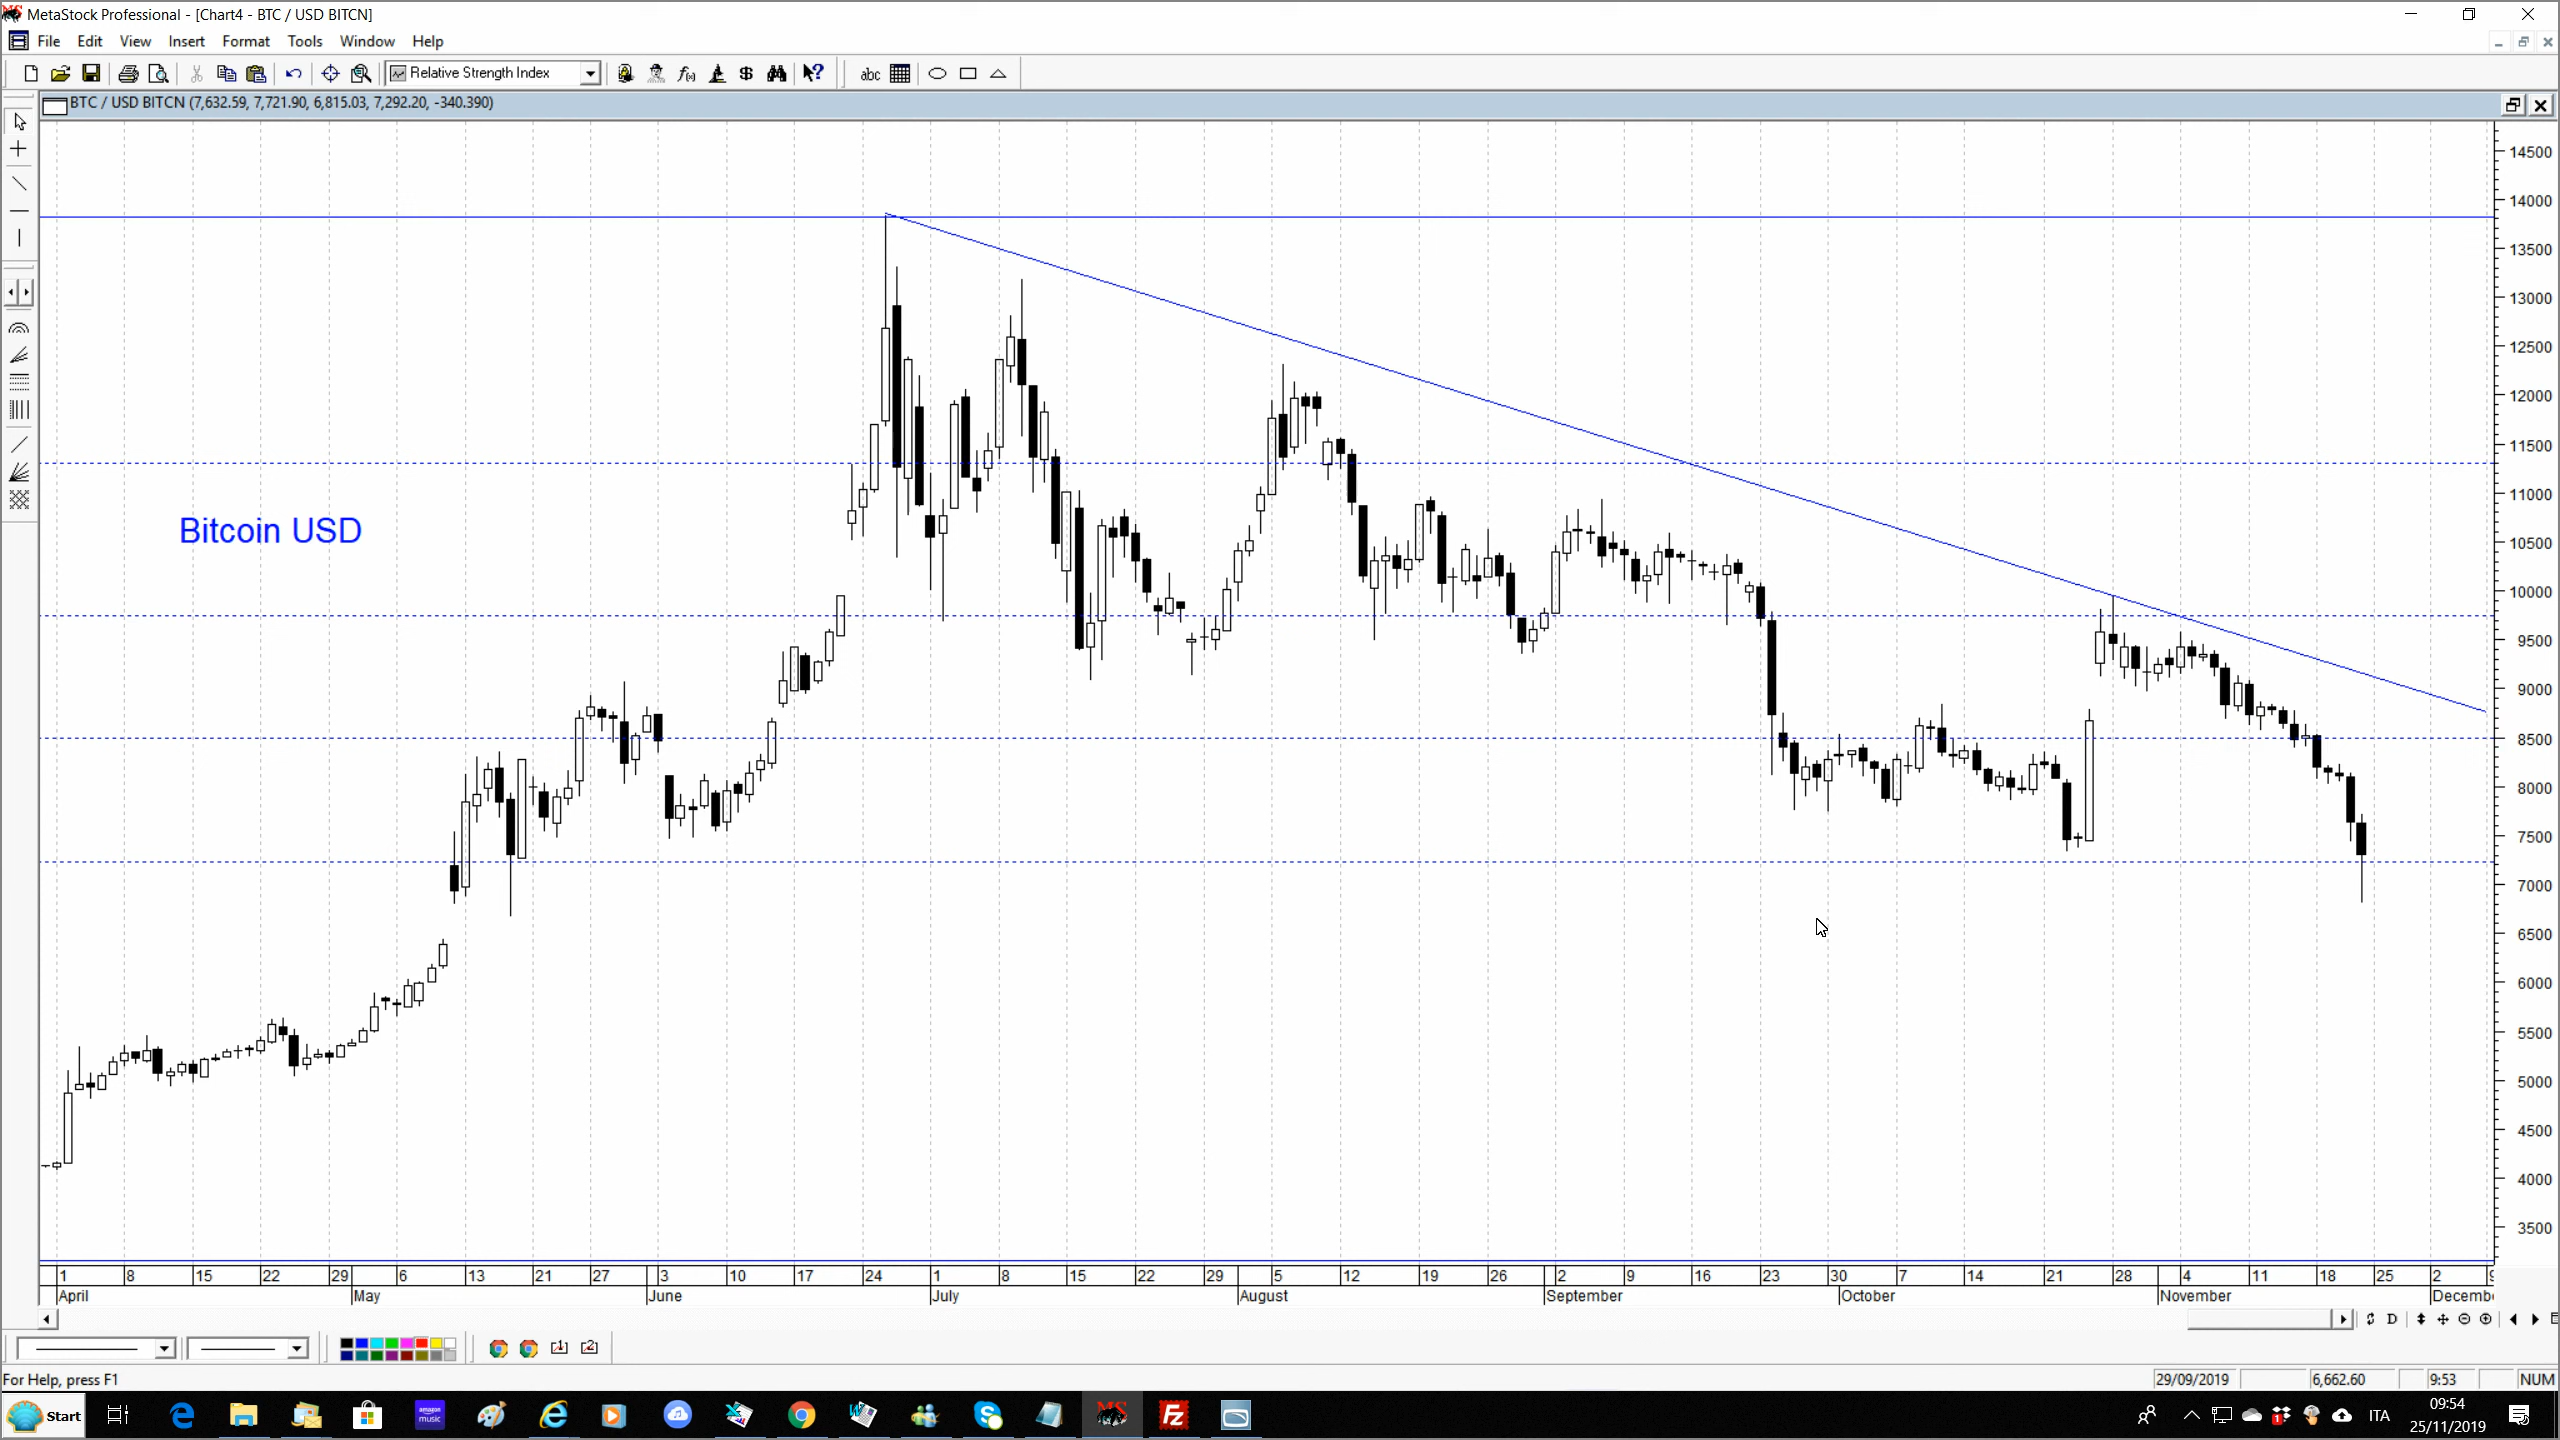 MetaStock Professional - [Chart4 - BTC / USD BITCN]
File Edit View Insert Format Tools Window Help
Relative Strength Index
abc
BTC / USD BITCN (7,632.59, 7,721.90, 6,815.03, 7,292.20, -340.390)
14500
14000
13500
13000
12500
12000
11500
11000
Bitcoin USD
10500
10000
9500
9000
8500
8000
7500
7000
6500
6000
5500
5000
4500
4000
3500
1 8 15 22 29 6 13 21 27 3 10 17 24 1 8 15 22 29 5 12 19 26 2 9 16 23 30 7 14 21 28 4 11 18 25 2 9
April May June July August September October November Decemb
D
For Help, press F1
29/09/2019 6,662.60 9:53 NUM
Start
amazon music
ITA
09:54
25/11/2019